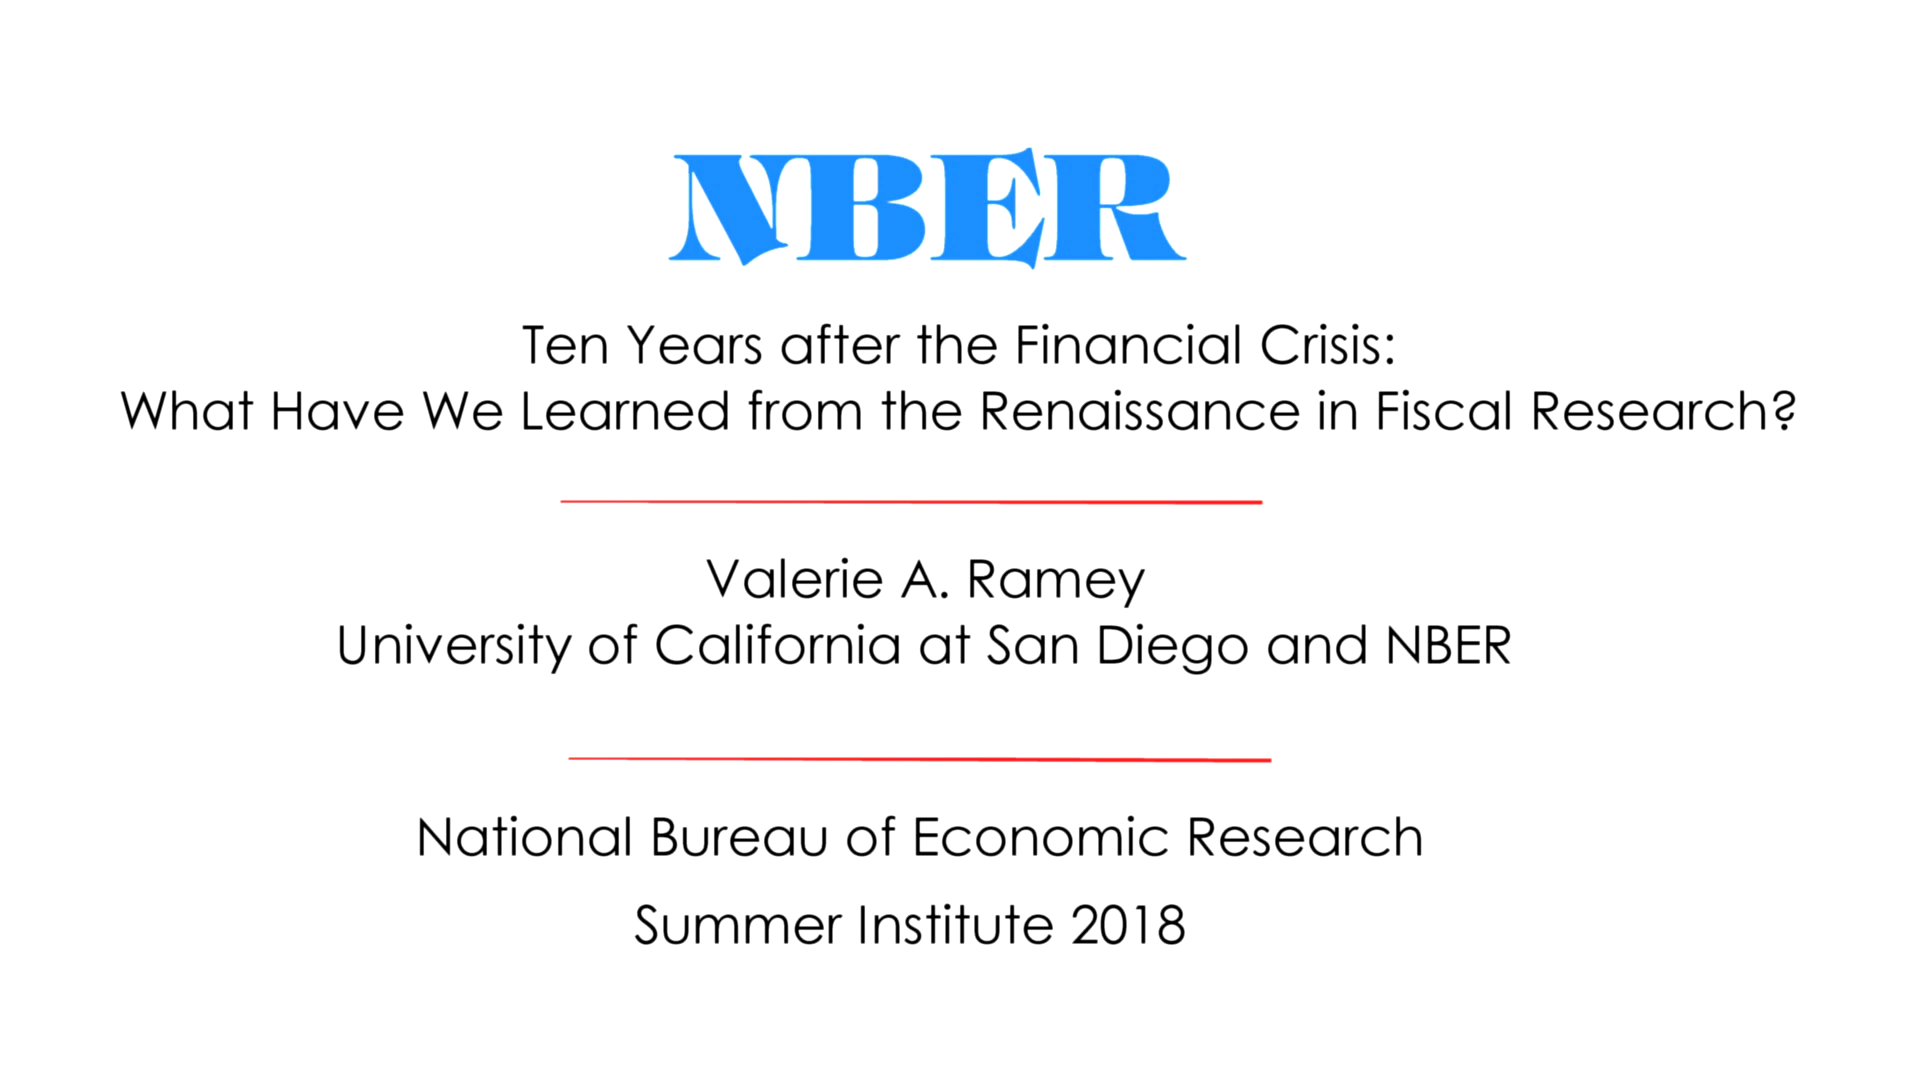 NBER
Ten Years after the Financial Crisis:
What Have We Learned from the Renaissance in Fiscal Research?
Valerie A. Ramey
University of California at San Diego and NBER
National Bureau of Economic Research
Summer Institute 2018